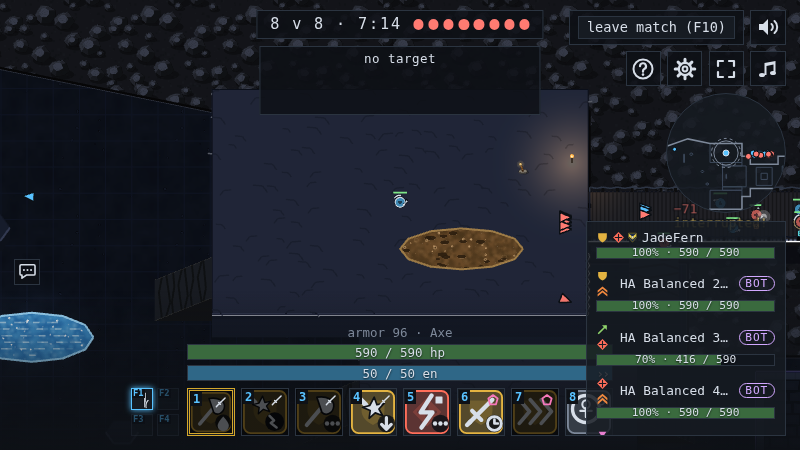 8 v 8 · 7:14
leave match (F10)
no target
−71
interrupted
JadeFern
100% · 590 / 590
HA Balanced 2… BOT
100% · 590 / 590
HA Balanced 3… BOT
70% · 416 / 590
HA Balanced 4… BOT
100% · 590 / 590
armor 96 · Axe
590 / 590 hp
50 / 50 en
F1 F2
F3 F4
1 2 3 4 5 6 7 8